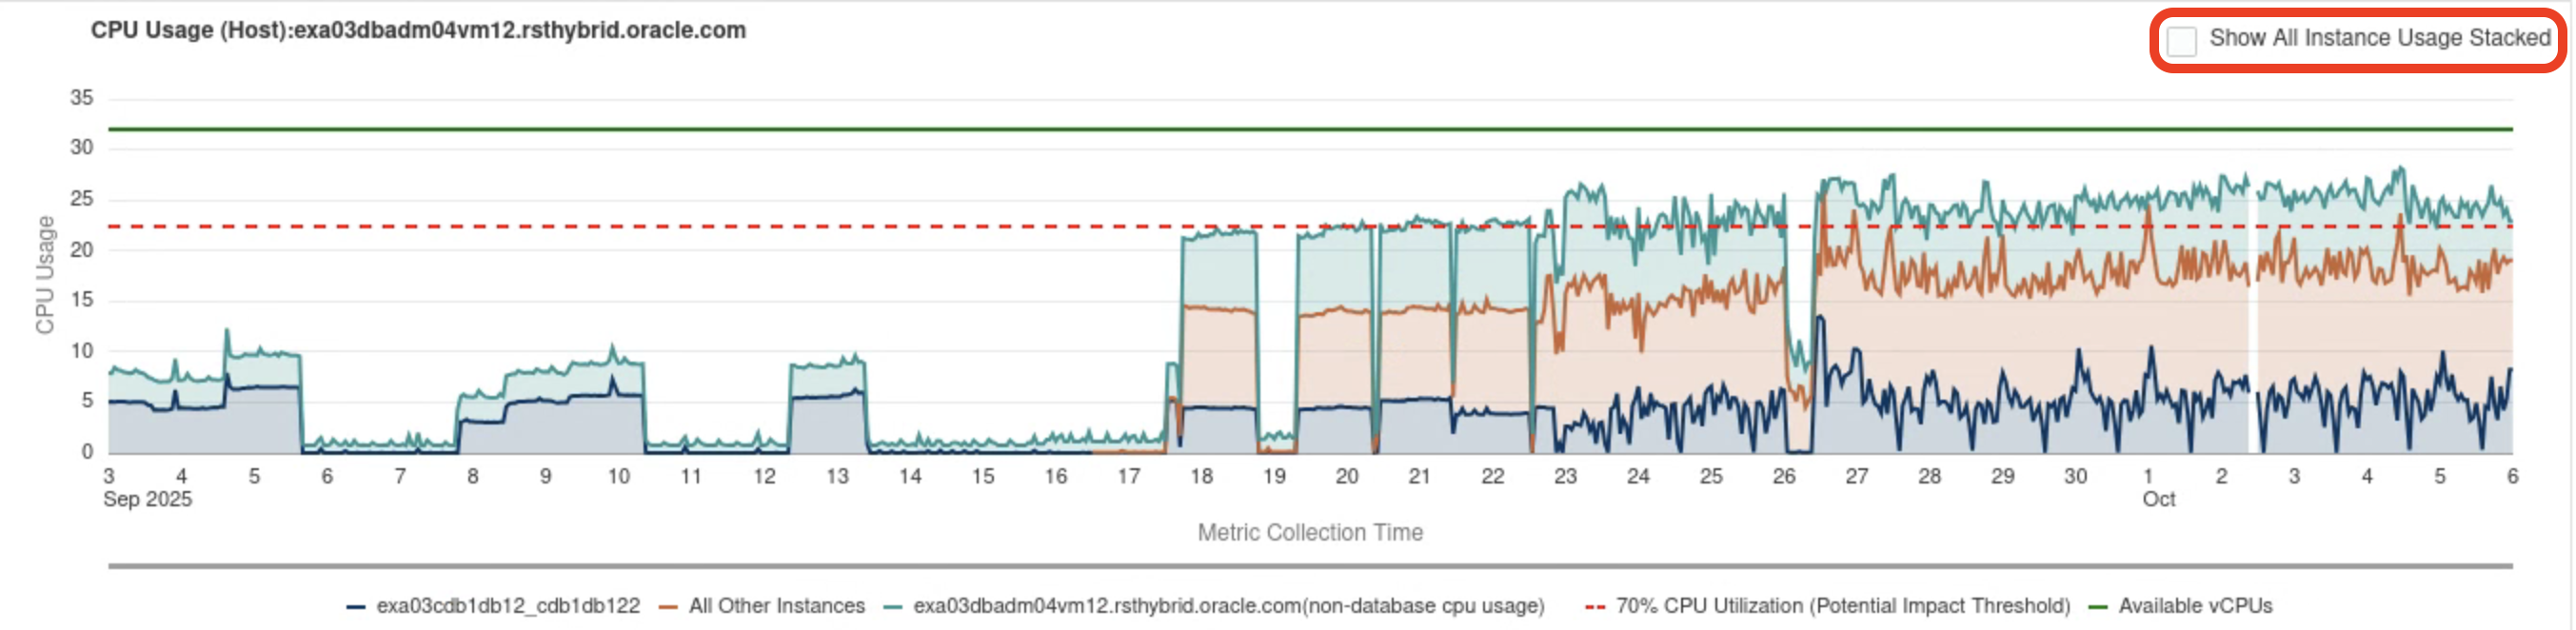 CPU Usage (Host):exa03dbadm04vm12.rsthybrid.oracle.com
Show All Instance Usage Stacked
35
30
25
20
15
10
5
0
CPU Usage
3 4 5 6 7 8 9 10 11 12 13 14 15 16 17 18 19 20 21 22 23 24 25 26 27 28 29 30 1 2 3 4 5 6
Sep 2025 Oct
Metric Collection Time
exa03cdb1db12_cdb1db122 All Other Instances exa03dbadm04vm12.rsthybrid.oracle.com(non-database cpu usage) 70% CPU Utilization (Potential Impact Threshold) Available vCPUs